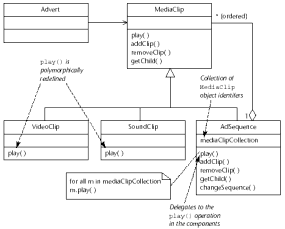 Advert
MediaClip
* {ordered}
play( )
addClip( )
removeClip( )
getChild( )
play() is
polymorphically
redefined
Collection of
MediaClip
object identifiers
1
VideoClip
SoundClip
AdSequence
mediaClipCollection
play( )
play( )
play( )
addClip( )
removeClip( )
getChild( )
changeSequence( )
for all m in mediaClipCollection
m.play( )
Delegates to the
play() operation
in the components